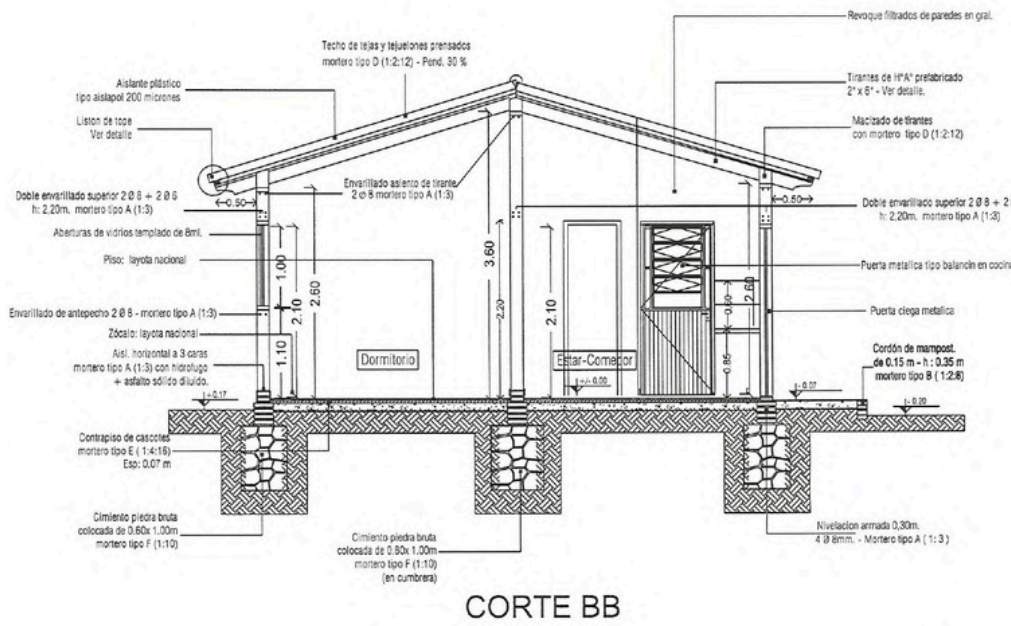 Revoque filtrados de paredes en gral.
Techo de tejas y tejuelones prensados
mortero tipo D (1:2:12) - Pend. 30 %
Aislante plástico
tipo aislapol 200 micrones
Tirantes de HºAº prefabricado
2" x 6" - Ver detalle.
Liston de tope
Ver detalle
Macizado de tirantes
con mortero tipo D (1:2:12)
Envarillado asiento de tirante
2 ø 8 mortero tipo A (1:3)
Doble envarillado superior 2 Ø 8 + 2 Ø 6
h: 2,20m. mortero tipo A (1:3)
Doble envarillado superior 2 Ø 8 + 2
h: 2,20m. mortero tipo A (1:3)
Aberturas de vidrios templado de 8ml.
Piso: layota nacional
Puerta metalica tipo balancin en cocina
Envarillado de antepecho 2 Ø 8 - mortero tipo A (1:3)
Puerta ciega metalica
Zócalo: layota nacional
Aisl. horizontal a 3 caras
mortero tipo A (1:3) con hidrofugo
+ asfalto sólido diluido.
Cordón de mampost.
de 0.15 m - h : 0.35 m
mortero tipo B ( 1:2:8)
0.60
0.60
1.00
2.10
2.60
1.10
3.60
2.20
2.10
2.60
0.60
0.85
Dormitorio
Estar-Comedor
+/- 0.00
+0.17
- 0.07
- 0.20
Contrapiso de cascotes
mortero tipo E ( 1:4:16)
Esp: 0.07 m
Cimiento piedra bruta
colocada de 0.60x 1.00m
mortero tipo F (1:10)
Cimiento piedra bruta
colocada de 0.60x 1.00m
mortero tipo F (1:10)
(en cumbrera)
Nivelacion armada 0,30m.
4 Ø 8mm. - Mortero tipo A ( 1: 3 )
CORTE BB